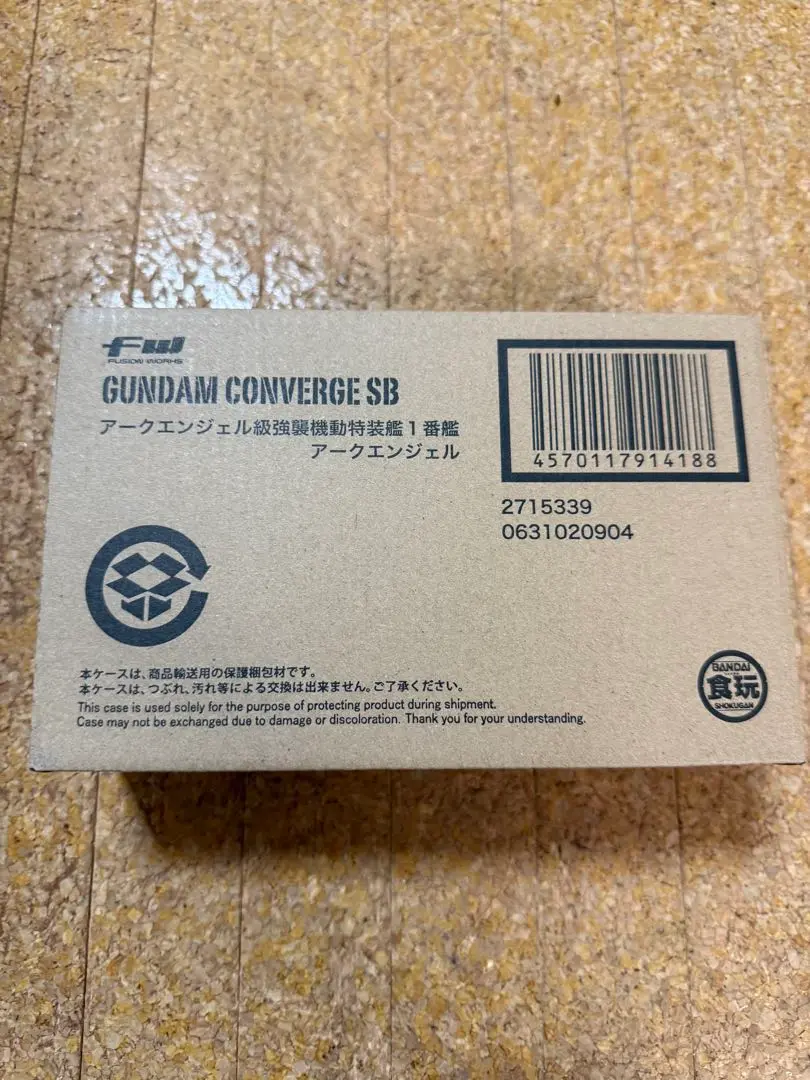 FW
FUSION WORKS
GUNDAM CONVERGE SB
アークエンジェル級強襲機動特装艦1番艦
アークエンジェル
4570117914188
2715339
0631020904
本ケースは、商品輸送用の保護梱包材です。
本ケースは、つぶれ、汚れ等による交換は出来ません。ご了承ください。
This case is used solely for the purpose of protecting product during shipment.
Case may not be exchanged due to damage or discoloration. Thank you for your understanding.
BANDAI
食玩
SHOKUGAN